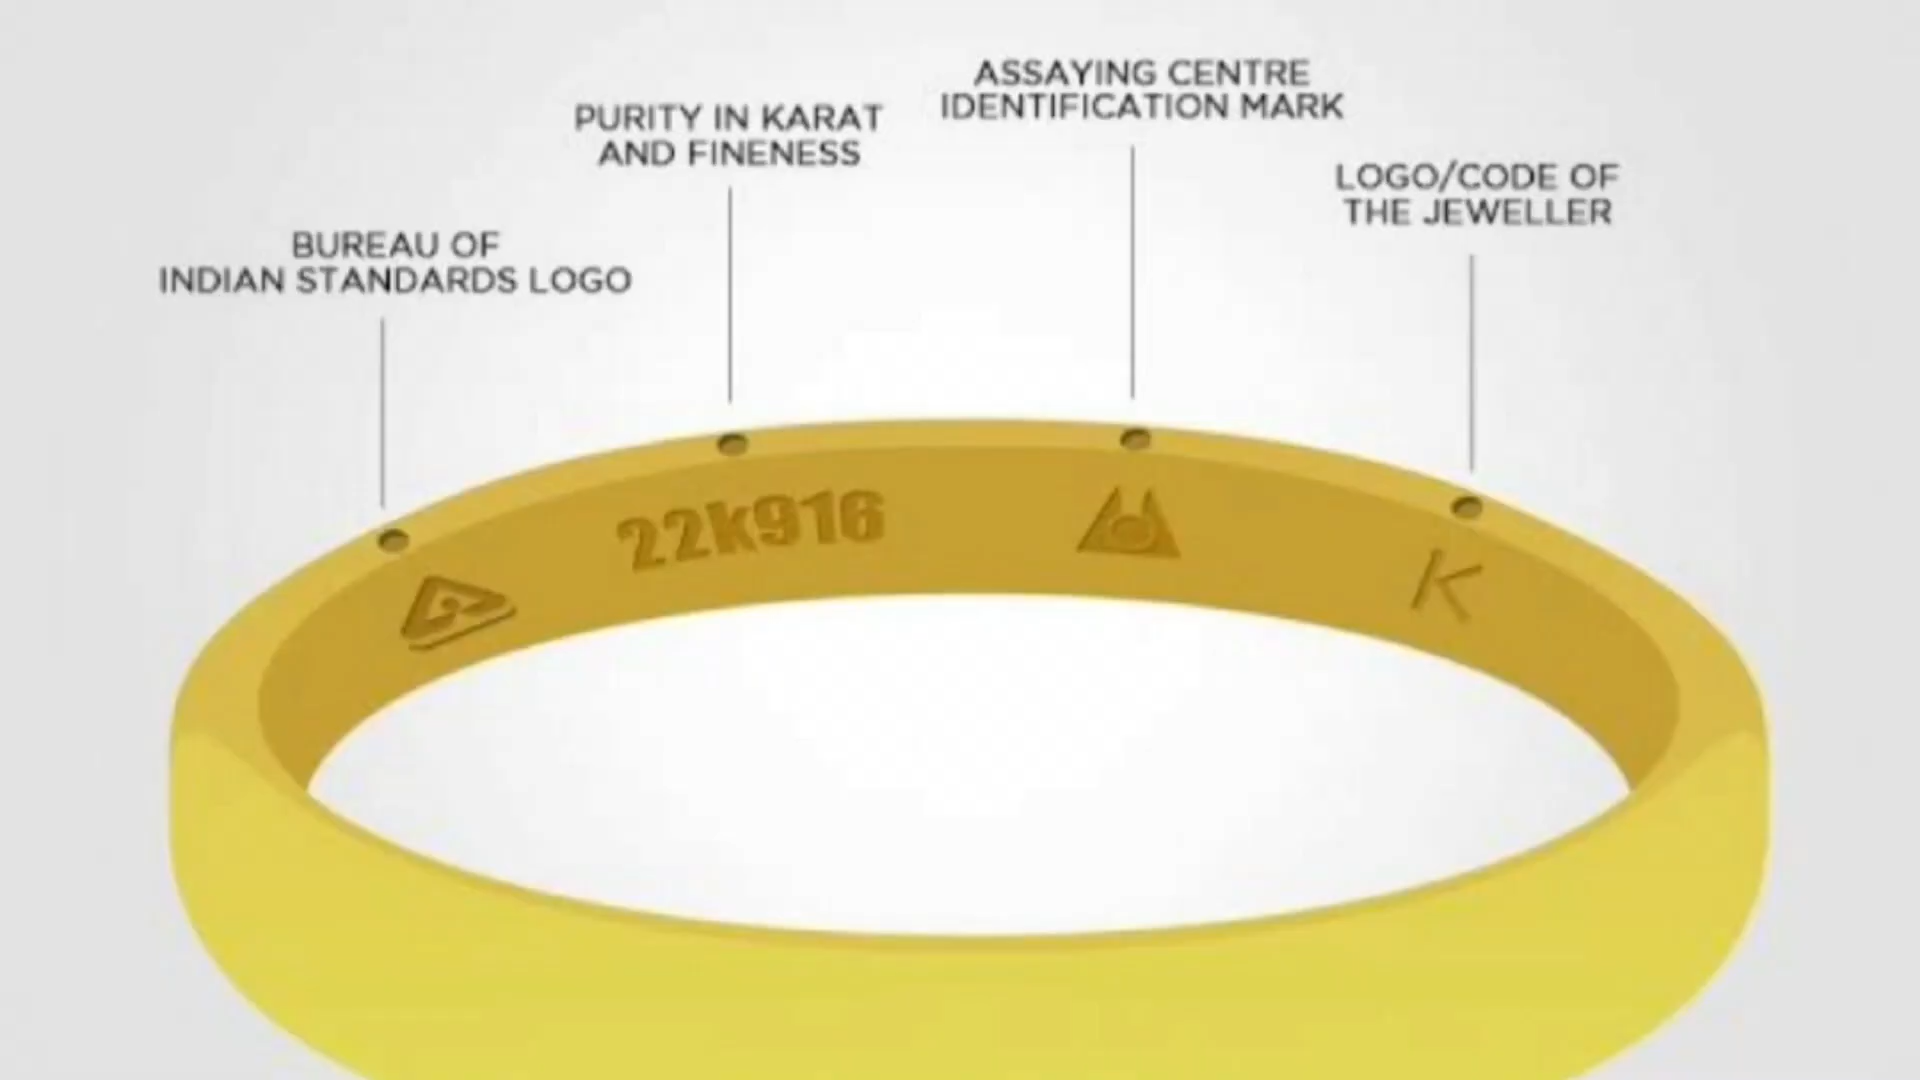 BUREAU OF
INDIAN STANDARDS LOGO
PURITY IN KARAT
AND FINENESS
ASSAYING CENTRE
IDENTIFICATION MARK
LOGO/CODE OF
THE JEWELLER
22k916
K